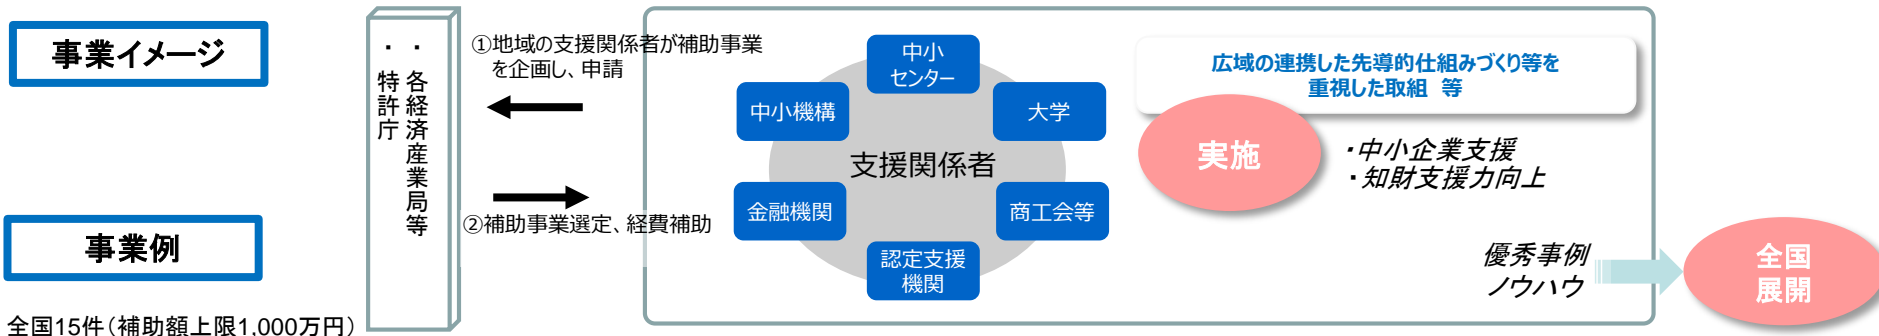 事業イメージ
・各経済産業局等
・特許庁
①地域の支援関係者が補助事業
を企画し、申請
②補助事業選定、経費補助
中小
センター
中小機構
大学
支援関係者
金融機関
商工会等
認定支援
機関
広域の連携した先導的仕組みづくり等を
重視した取組 等
実施
・中小企業支援
・知財支援力向上
優秀事例
ノウハウ
全国
展開
事業例
全国15件(補助額上限1,000万円)